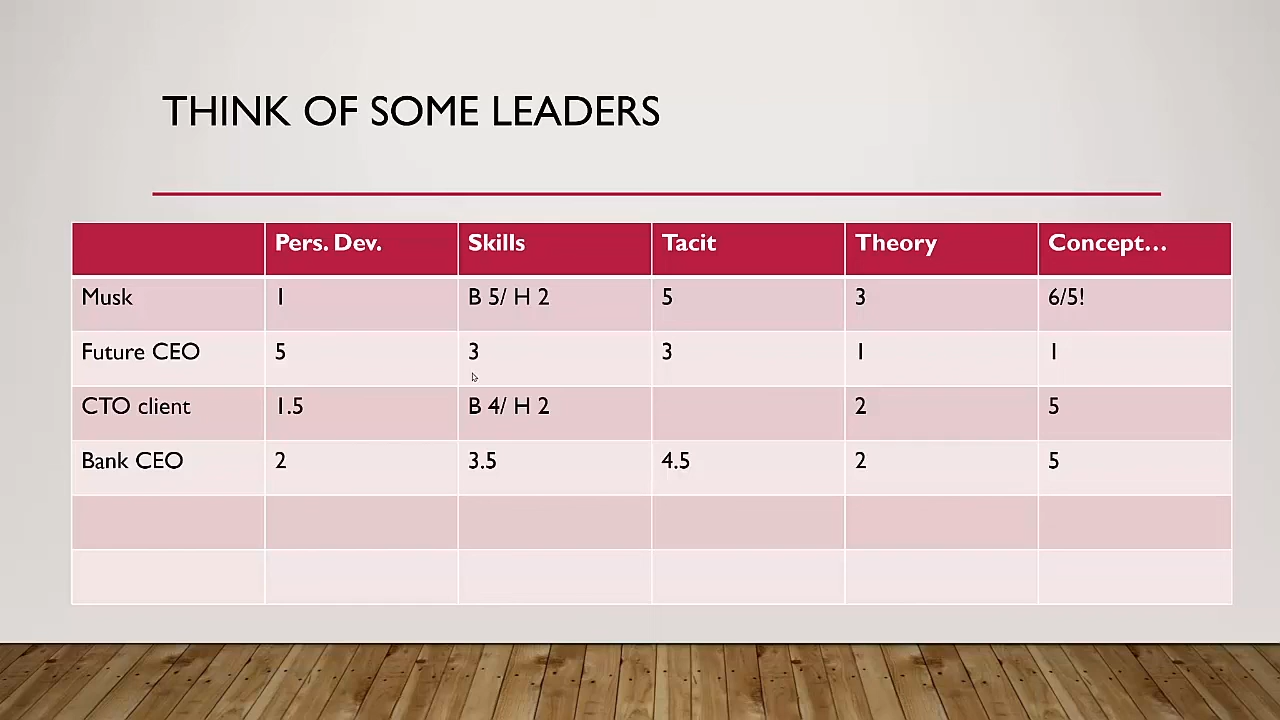 THINK OF SOME LEADERS
Pers. Dev. Skills Tacit Theory Concept…
Musk 1 B 5/ H 2 5 3 6/5!
Future CEO 5 3 3 1 1
CTO client 1.5 B 4/ H 2 2 5
Bank CEO 2 3.5 4.5 2 5